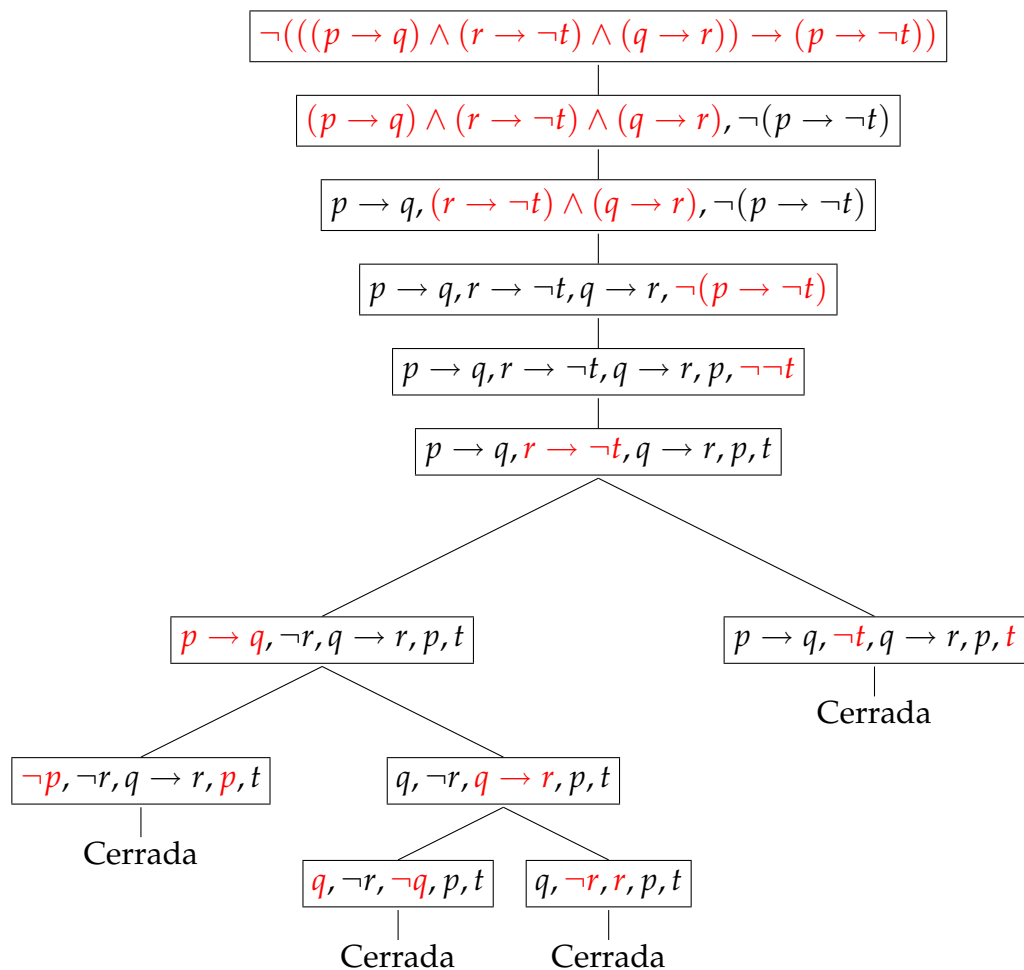 ¬(((p → q) ∧ (r → ¬t) ∧ (q → r)) → (p → ¬t))
(p → q) ∧ (r → ¬t) ∧ (q → r), ¬(p → ¬t)
p → q, (r → ¬t) ∧ (q → r), ¬(p → ¬t)
p → q, r → ¬t, q → r, ¬(p → ¬t)
p → q, r → ¬t, q → r, p, ¬¬t
p → q, r → ¬t, q → r, p, t
p → q, ¬r, q → r, p, t
p → q, ¬t, q → r, p, t
Cerrada
¬p, ¬r, q → r, p, t
q, ¬r, q → r, p, t
Cerrada
q, ¬r, ¬q, p, t
q, ¬r, r, p, t
Cerrada
Cerrada